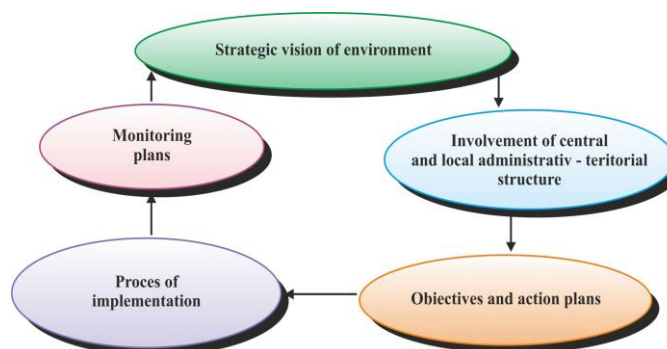 Strategic vision of environment
Involvement of central
and local administrativ - teritorial
structure
Obiectives and action plans
Proces of
implementation
Monitoring
plans